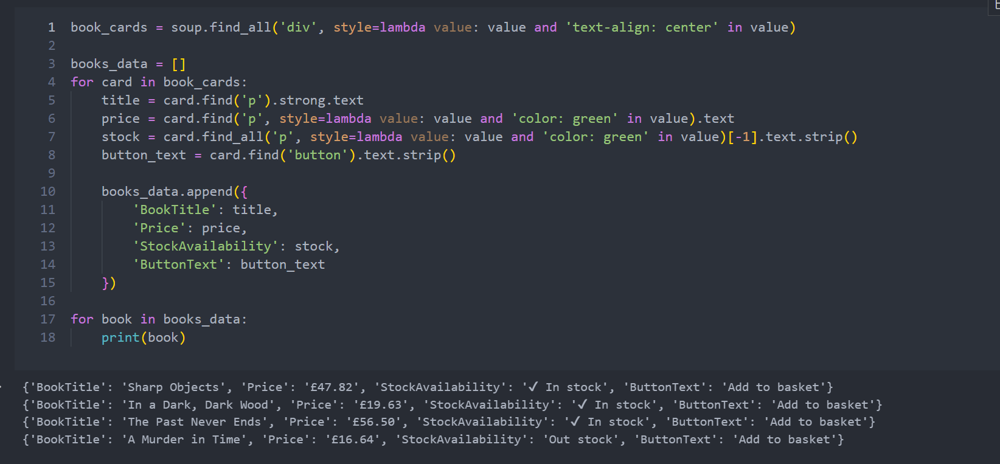 1 book_cards = soup.find_all('div', style=lambda value: value and 'text-align: center' in value)
2
3 books_data = []
4 for card in book_cards:
5     title = card.find('p').strong.text
6     price = card.find('p', style=lambda value: value and 'color: green' in value).text
7     stock = card.find_all('p', style=lambda value: value and 'color: green' in value)[-1].text.strip()
8     button_text = card.find('button').text.strip()
9
10     books_data.append({
11         'BookTitle': title,
12         'Price': price,
13         'StockAvailability': stock,
14         'ButtonText': button_text
15     })
16
17 for book in books_data:
18     print(book)
{'BookTitle': 'Sharp Objects', 'Price': '£47.82', 'StockAvailability': '✓ In stock', 'ButtonText': 'Add to basket'}
{'BookTitle': 'In a Dark, Dark Wood', 'Price': '£19.63', 'StockAvailability': '✓ In stock', 'ButtonText': 'Add to basket'}
{'BookTitle': 'The Past Never Ends', 'Price': '£56.50', 'StockAvailability': '✓ In stock', 'ButtonText': 'Add to basket'}
{'BookTitle': 'A Murder in Time', 'Price': '£16.64', 'StockAvailability': 'Out stock', 'ButtonText': 'Add to basket'}